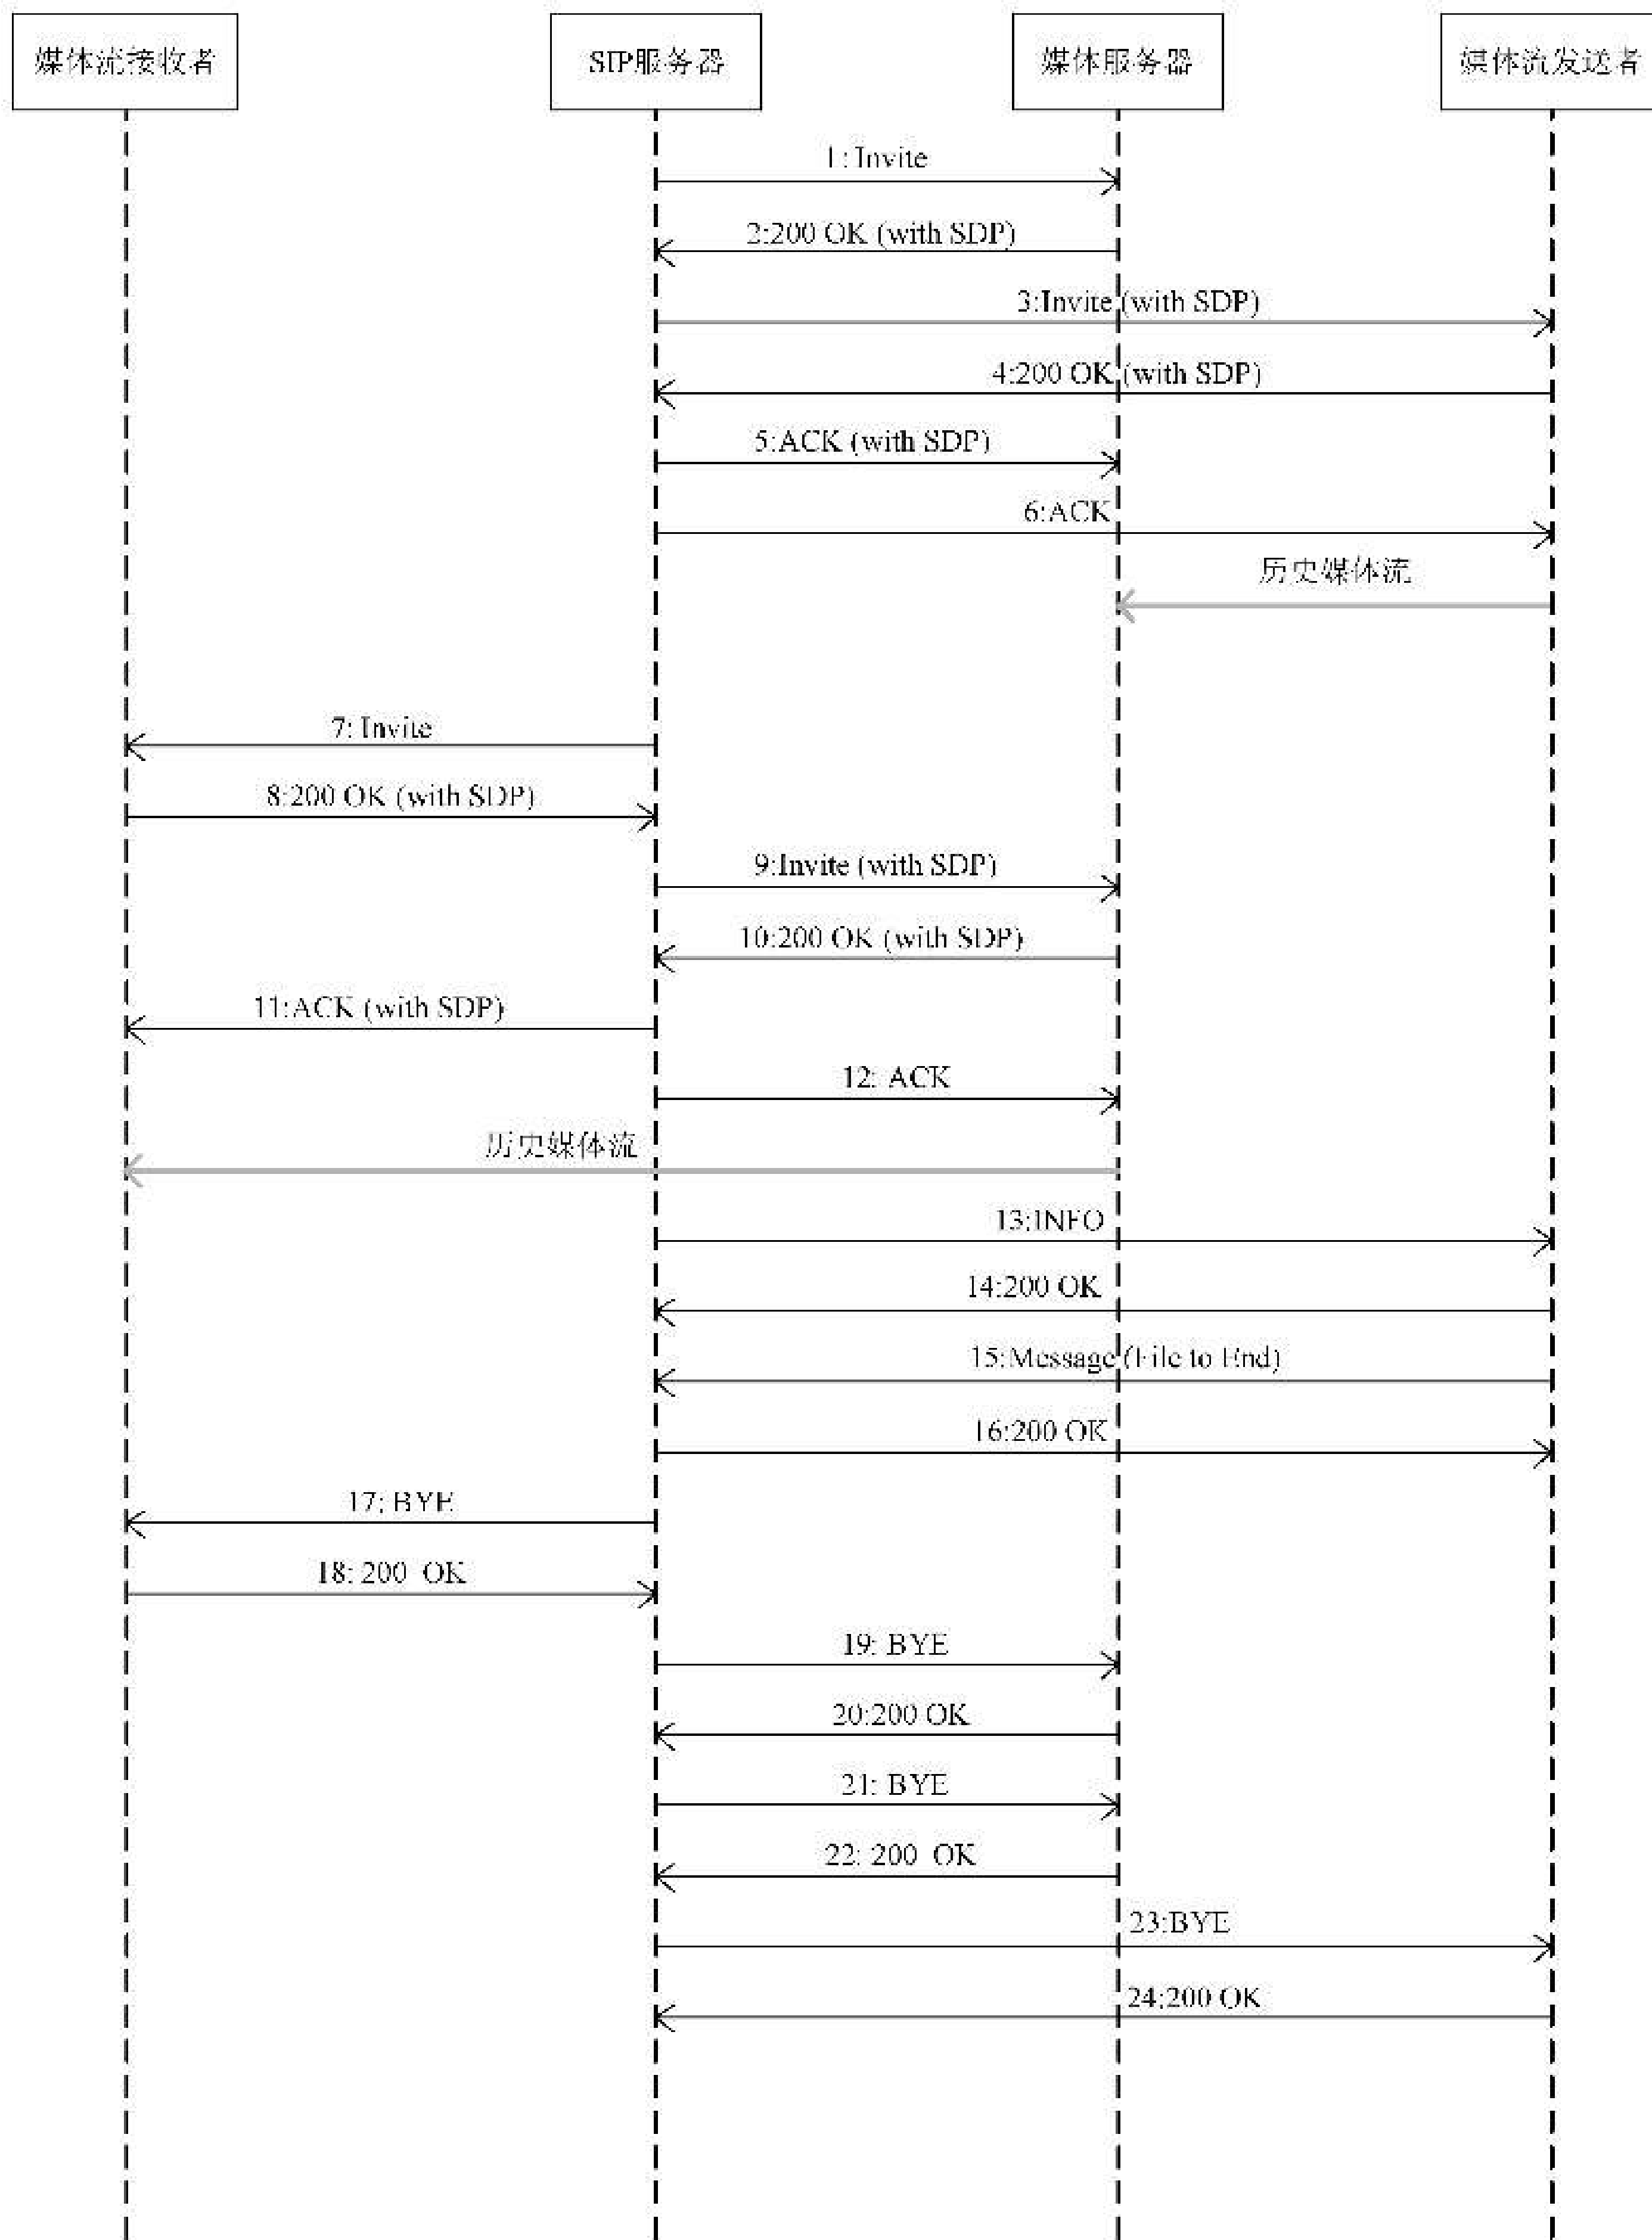 媒体流接收者
SIP服务器
媒体服务器
媒体流发送者
1: Invite
2:200 OK (with SDP)
3:Invite (with SDP)
4:200 OK (with SDP)
5:ACK (with SDP)
6:ACK
历史媒体流
7: Invite
8:200 OK (with SDP)
9:Invite (with SDP)
10:200 OK (with SDP)
11:ACK (with SDP)
12: ACK
历史媒体流
13:INFO
14:200 OK
15:Message (File to End)
16:200 OK
17: BYE
18: 200 OK
19: BYE
20:200 OK
21: BYE
22: 200 OK
23:BYE
24:200 OK